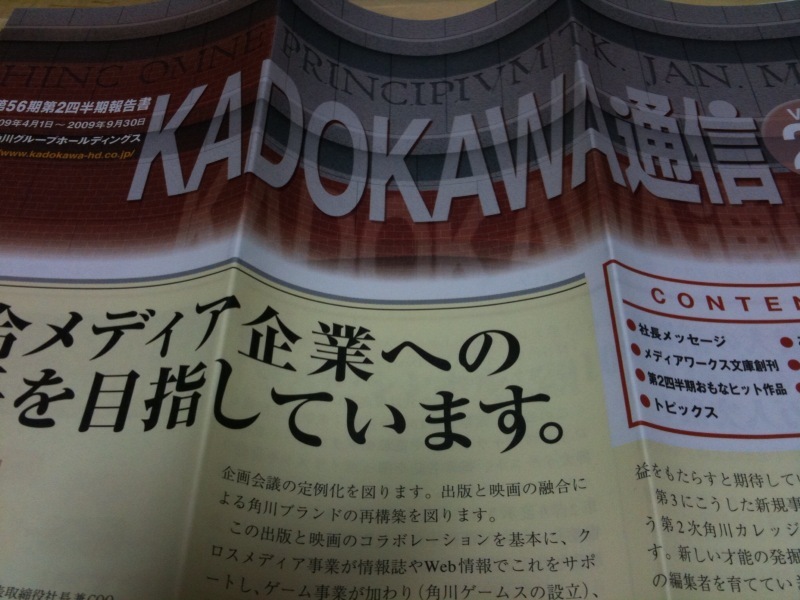 HINC OMNE PRINCIPIVM T.K. JAN. M
第56期第2四半期報告書
09年4月1日～2009年9月30日
角川グループホールディングス
www.kadokawa-hd.co.jp/
KADOKAWA通信
合メディア企業への
を目指しています。
CONTEN
社長メッセージ
メディアワークス文庫創刊
第2四半期おもなヒット作品
トピックス
企画会議の定例化を図ります。出版と映画の融合に
よる角川ブランドの再構築を図ります。
この出版と映画のコラボレーションを基本に、ク
ロスメディア事業が情報誌やWeb情報でこれをサポ
ートし、ゲーム事業が加わり（角川ゲームスの設立）、
益をもたらすと期待してい
第3にこうした新規事
う第2次角川カレッジ
す。新しい才能の発掘
の編集者を育ててい
表取締役社長兼COO